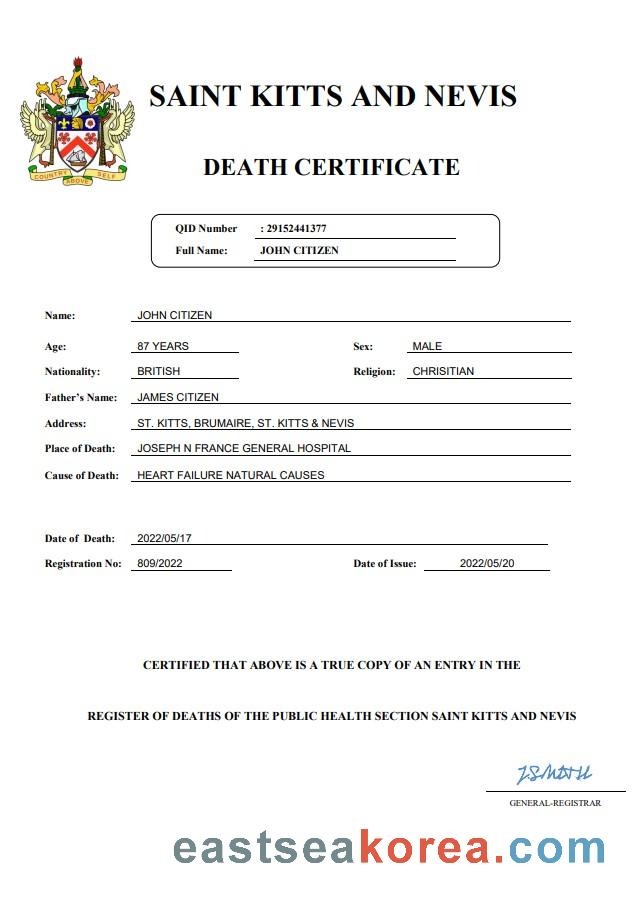 SAINT KITTS AND NEVIS
COUNTRY ABOVE SELF
DEATH CERTIFICATE
QID Number : 29152441377
Full Name: JOHN CITIZEN
Name: JOHN CITIZEN
Age: 87 YEARS Sex: MALE
Nationality: BRITISH Religion: CHRISITIAN
Father's Name: JAMES CITIZEN
Address: ST. KITTS, BRUMAIRE, ST. KITTS & NEVIS
Place of Death: JOSEPH N FRANCE GENERAL HOSPITAL
Cause of Death: HEART FAILURE NATURAL CAUSES
Date of Death: 2022/05/17
Registration No: 809/2022 Date of Issue: 2022/05/20
CERTIFIED THAT ABOVE IS A TRUE COPY OF AN ENTRY IN THE
REGISTER OF DEATHS OF THE PUBLIC HEALTH SECTION SAINT KITTS AND NEVIS
GENERAL-REGISTRAR
eastseakorea.com